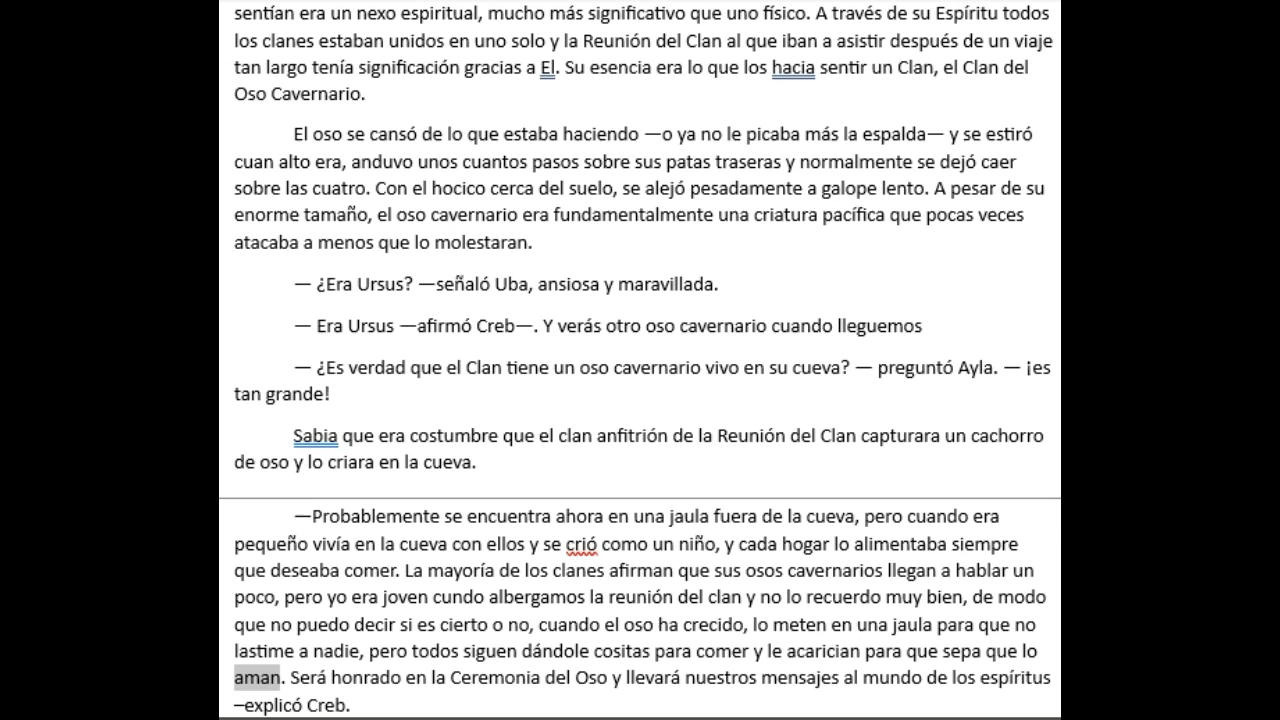 sentían era un nexo espiritual, mucho más significativo que uno físico. A través de su Espíritu todos
los clanes estaban unidos en uno solo y la Reunión del Clan al que iban a asistir después de un viaje
tan largo tenía significación gracias a El. Su esencia era lo que los hacia sentir un Clan, el Clan del
Oso Cavernario.
El oso se cansó de lo que estaba haciendo —o ya no le picaba más la espalda— y se estiró
cuan alto era, anduvo unos cuantos pasos sobre sus patas traseras y normalmente se dejó caer
sobre las cuatro. Con el hocico cerca del suelo, se alejó pesadamente a galope lento. A pesar de su
enorme tamaño, el oso cavernario era fundamentalmente una criatura pacífica que pocas veces
atacaba a menos que lo molestaran.
— ¿Era Ursus? —señaló Uba, ansiosa y maravillada.
— Era Ursus —afirmó Creb—. Y verás otro oso cavernario cuando lleguemos
— ¿Es verdad que el Clan tiene un oso cavernario vivo en su cueva? — preguntó Ayla. — ¡es
tan grande!
Sabia que era costumbre que el clan anfitrión de la Reunión del Clan capturara un cachorro
de oso y lo criara en la cueva.
—Probablemente se encuentra ahora en una jaula fuera de la cueva, pero cuando era
pequeño vivía en la cueva con ellos y se crió como un niño, y cada hogar lo alimentaba siempre
que deseaba comer. La mayoría de los clanes afirman que sus osos cavernarios llegan a hablar un
poco, pero yo era joven cundo albergamos la reunión del clan y no lo recuerdo muy bien, de modo
que no puedo decir si es cierto o no, cuando el oso ha crecido, lo meten en una jaula para que no
lastime a nadie, pero todos siguen dándole cositas para comer y le acarician para que sepa que lo
aman. Será honrado en la Ceremonia del Oso y llevará nuestros mensajes al mundo de los espíritus
–explicó Creb.